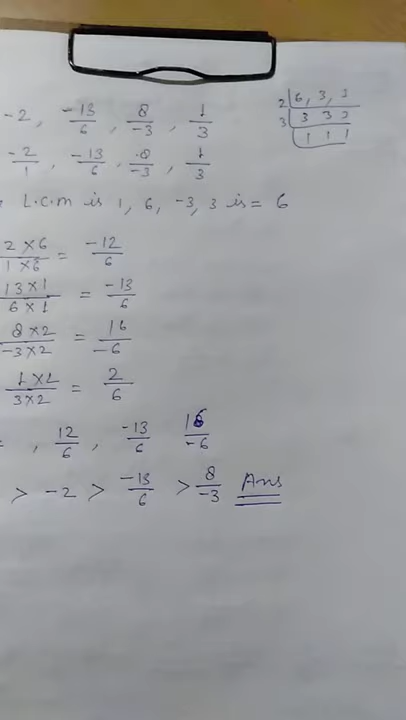 -2, -13/6, 8/-3, 1/3
2 | 6, 3, 1
3 | 3 3 1
1 1 1
-2/1, -13/6, 8/-3, 1/3
L.C.M is 1, 6, -3, 3 is = 6
2×6/1×6 = -12/6
13×1/6×1 = -13/6
8×2/-3×2 = 16/-6
1×2/3×2 = 2/6
, 12/6, -13/6 16/-6
> -2 > -13/6 > 8/-3 Ans